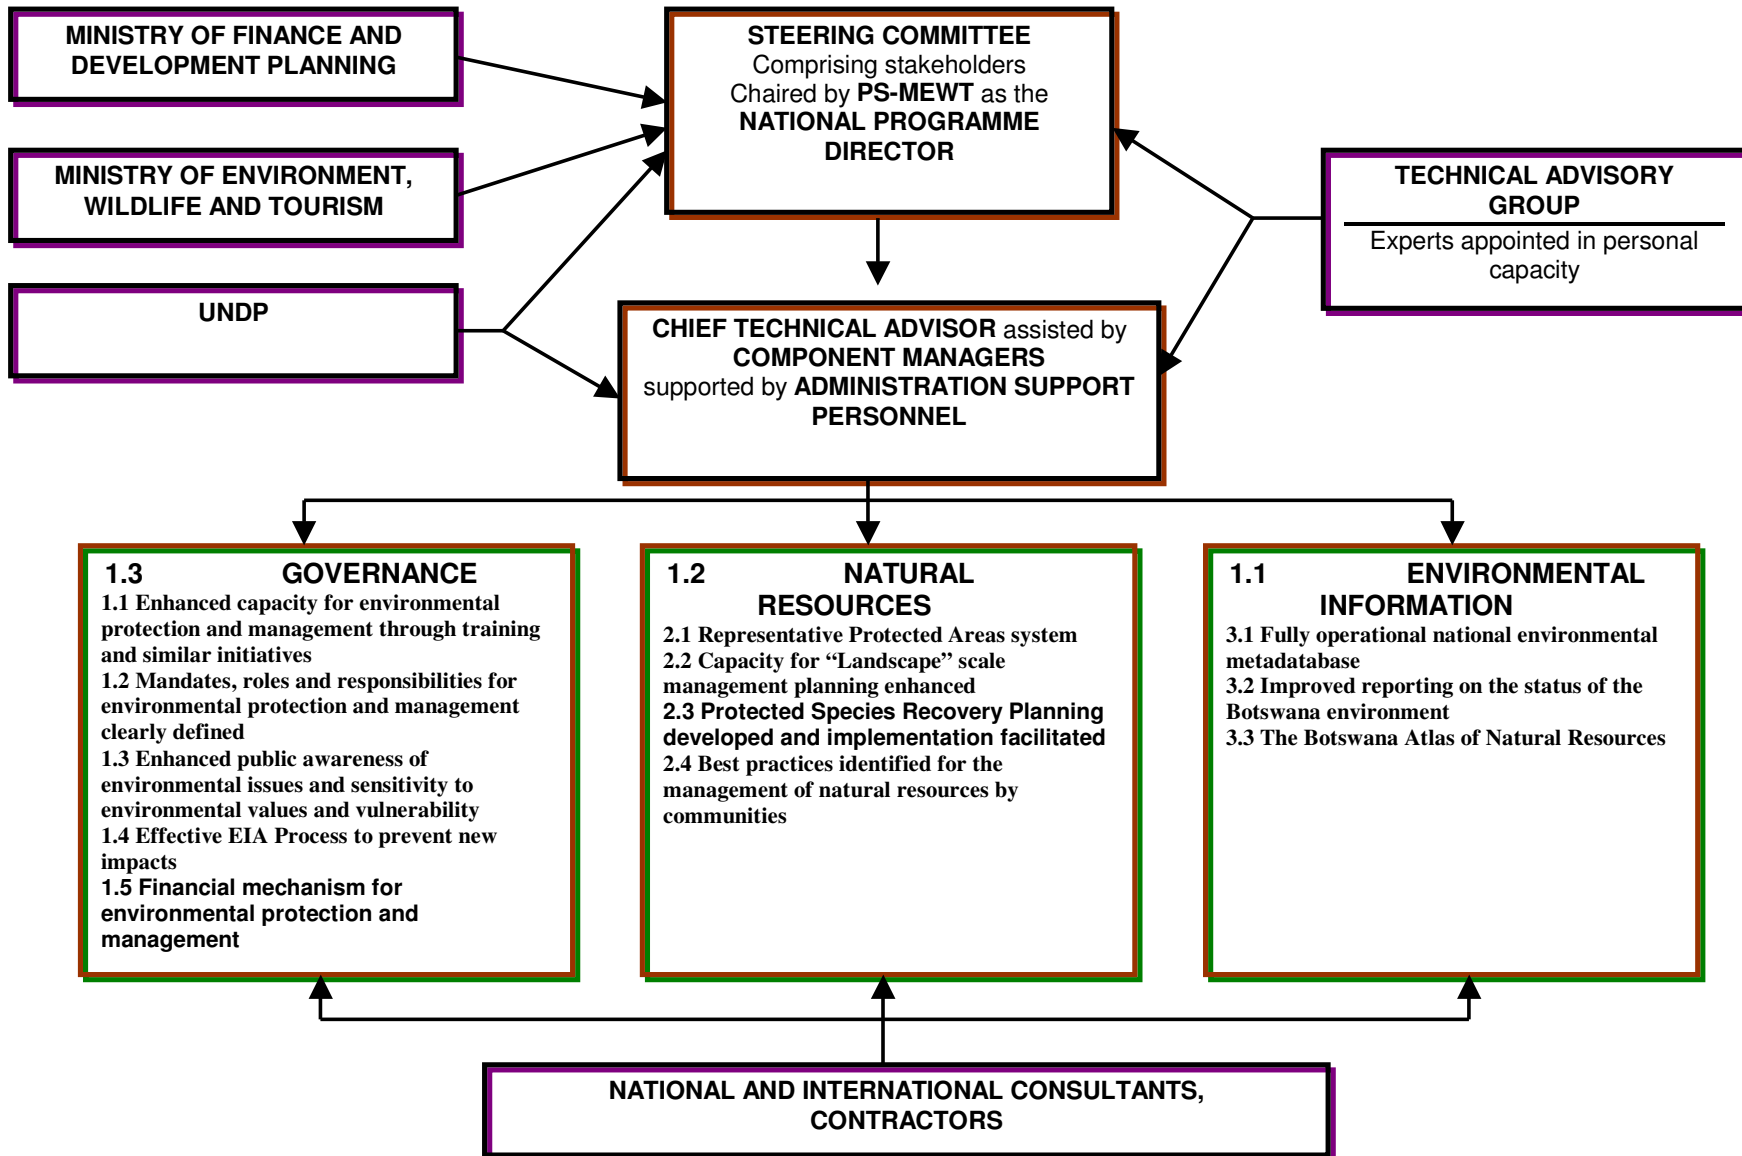 MINISTRY OF FINANCE AND
DEVELOPMENT PLANNING
MINISTRY OF ENVIRONMENT,
WILDLIFE AND TOURISM
UNDP
STEERING COMMITTEE
Comprising stakeholders
Chaired by PS-MEWT as the
NATIONAL PROGRAMME
DIRECTOR
TECHNICAL ADVISORY
GROUP
Experts appointed in personal
capacity
CHIEF TECHNICAL ADVISOR assisted by
COMPONENT MANAGERS
supported by ADMINISTRATION SUPPORT
PERSONNEL
1.3 GOVERNANCE
1.1 Enhanced capacity for environmental
protection and management through training
and similar initiatives
1.2 Mandates, roles and responsibilities for
environmental protection and management
clearly defined
1.3 Enhanced public awareness of
environmental issues and sensitivity to
environmental values and vulnerability
1.4 Effective EIA Process to prevent new
impacts
1.5 Financial mechanism for
environmental protection and
management
1.2 NATURAL
RESOURCES
2.1 Representative Protected Areas system
2.2 Capacity for “Landscape” scale
management planning enhanced
2.3 Protected Species Recovery Planning
developed and implementation facilitated
2.4 Best practices identified for the
management of natural resources by
communities
1.1 ENVIRONMENTAL
INFORMATION
3.1 Fully operational national environmental
metadatabase
3.2 Improved reporting on the status of the
Botswana environment
3.3 The Botswana Atlas of Natural Resources
NATIONAL AND INTERNATIONAL CONSULTANTS,
CONTRACTORS